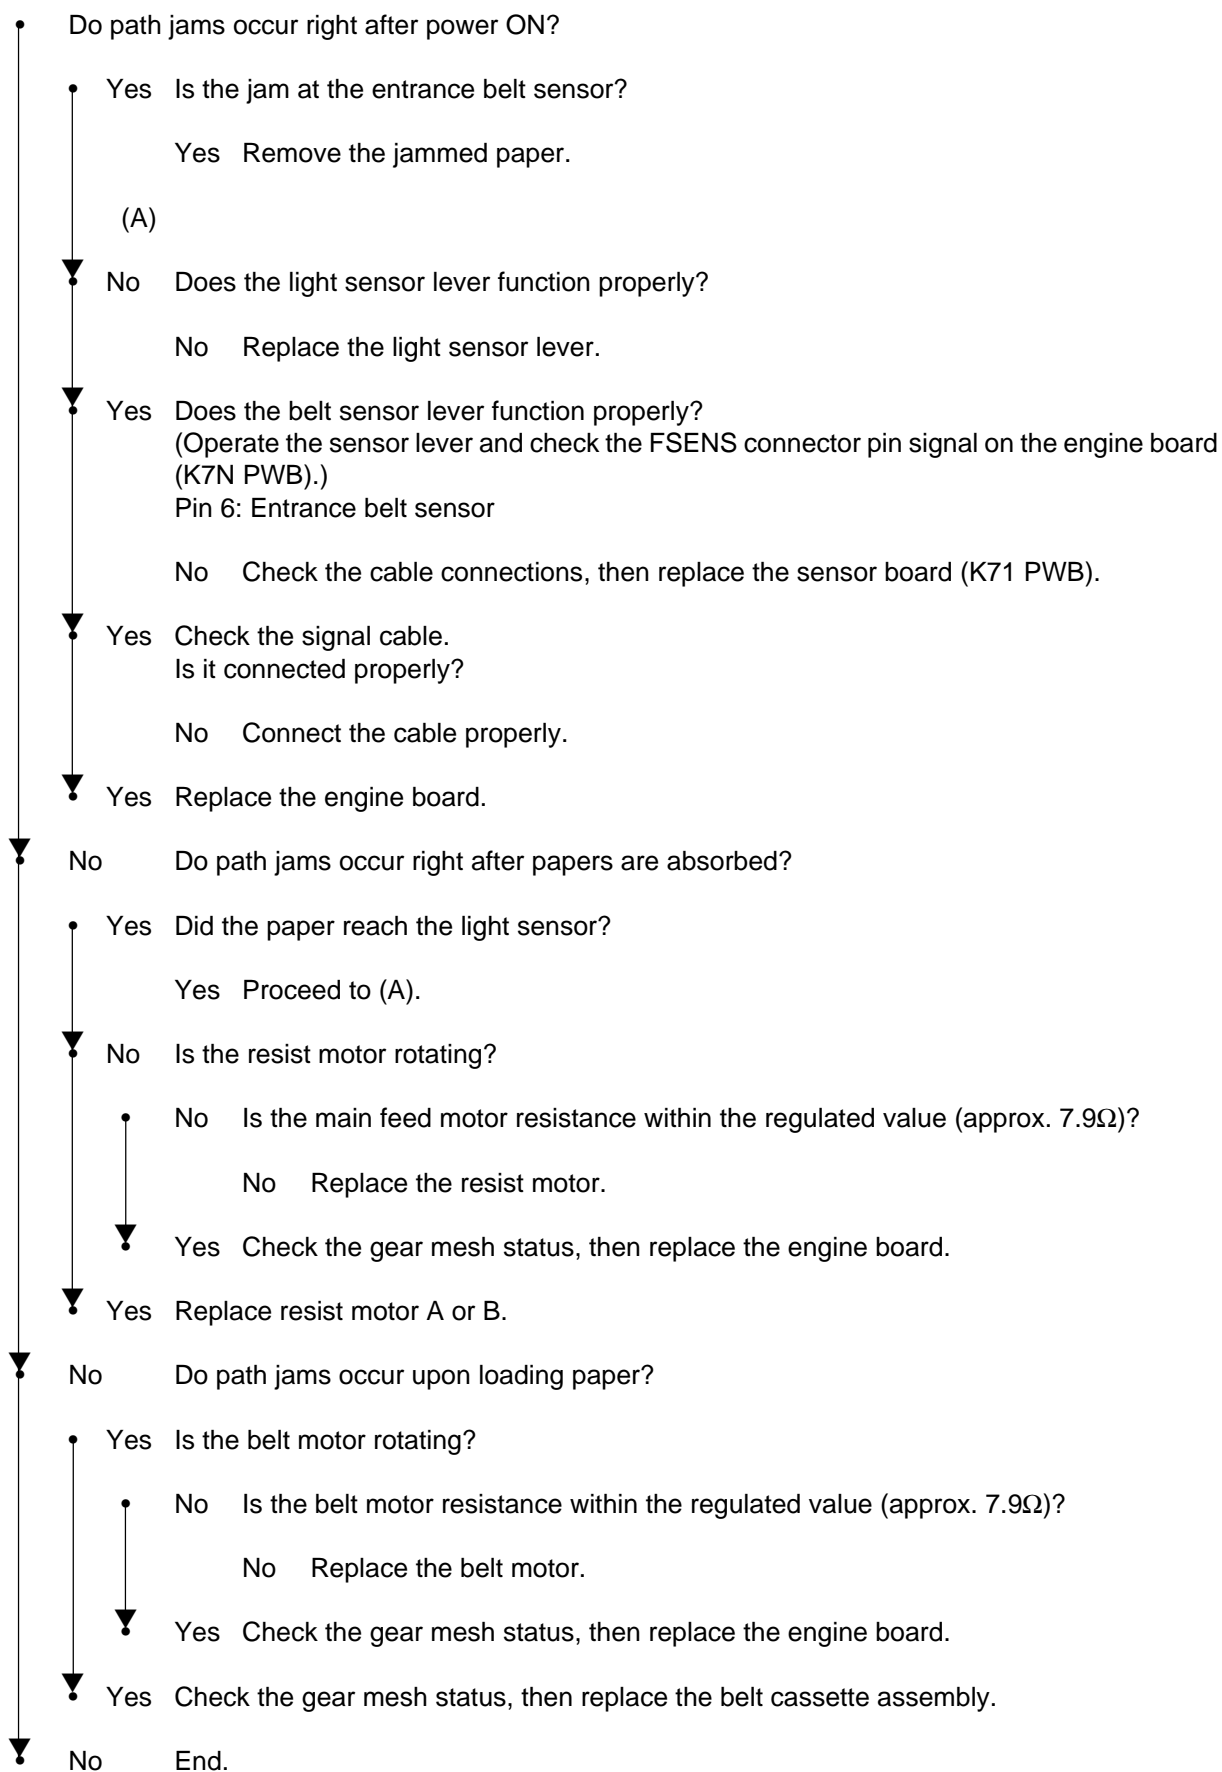 Do path jams occur right after power ON?
Yes Is the jam at the entrance belt sensor?
Yes Remove the jammed paper.
(A)
No Does the light sensor lever function properly?
No Replace the light sensor lever.
Yes Does the belt sensor lever function properly?
(Operate the sensor lever and check the FSENS connector pin signal on the engine board
(K7N PWB).)
Pin 6: Entrance belt sensor
No Check the cable connections, then replace the sensor board (K71 PWB).
Yes Check the signal cable.
Is it connected properly?
No Connect the cable properly.
Yes Replace the engine board.
No Do path jams occur right after papers are absorbed?
Yes Did the paper reach the light sensor?
Yes Proceed to (A).
No Is the resist motor rotating?
No Is the main feed motor resistance within the regulated value (approx. 7.9Ω)?
No Replace the resist motor.
Yes Check the gear mesh status, then replace the engine board.
Yes Replace resist motor A or B.
No Do path jams occur upon loading paper?
Yes Is the belt motor rotating?
No Is the belt motor resistance within the regulated value (approx. 7.9Ω)?
No Replace the belt motor.
Yes Check the gear mesh status, then replace the engine board.
Yes Check the gear mesh status, then replace the belt cassette assembly.
No End.